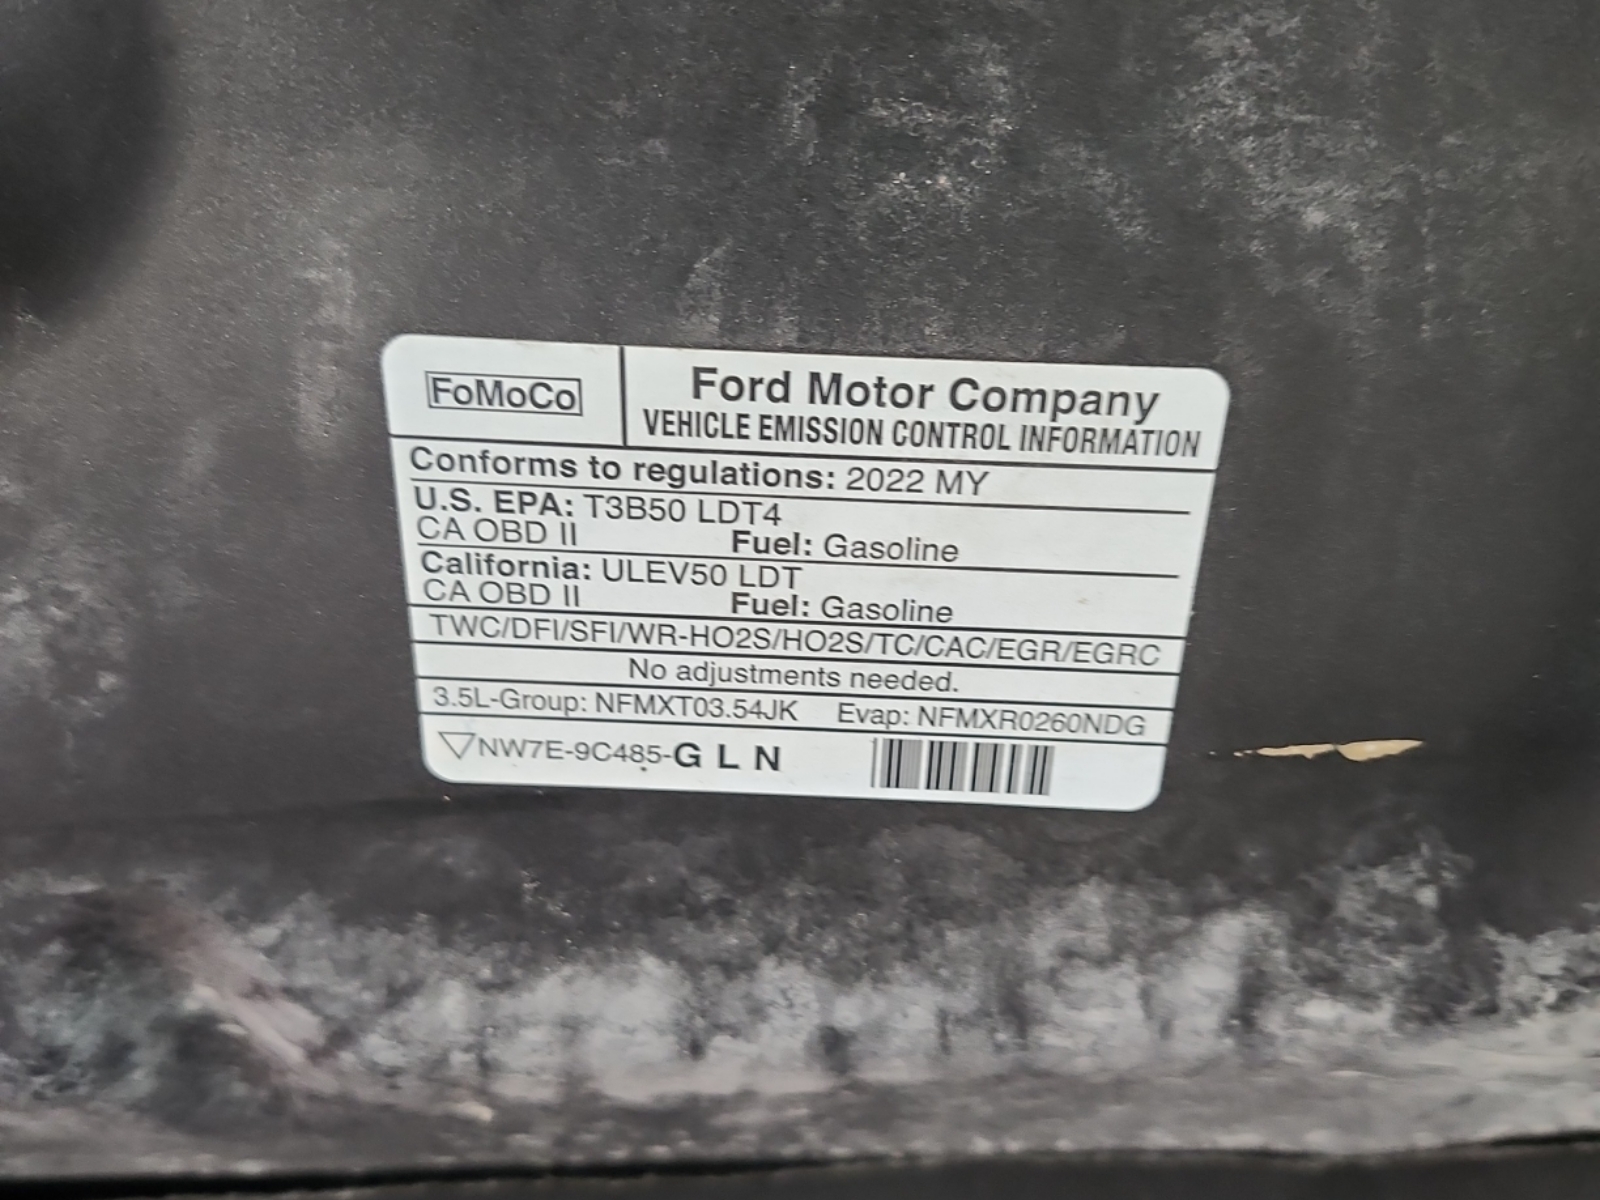 FoMoCo
Ford Motor Company
VEHICLE EMISSION CONTROL INFORMATION
Conforms to regulations: 2022 MY
U.S. EPA: T3B50 LDT4
CA OBD II Fuel: Gasoline
California: ULEV50 LDT
CA OBD II Fuel: Gasoline
TWC/DFI/SFI/WR-HO2S/HO2S/TC/CAC/EGR/EGRC
No adjustments needed.
3.5L-Group: NFMXT03.54JK Evap: NFMXR0260NDG
NW7E-9C485-G L N